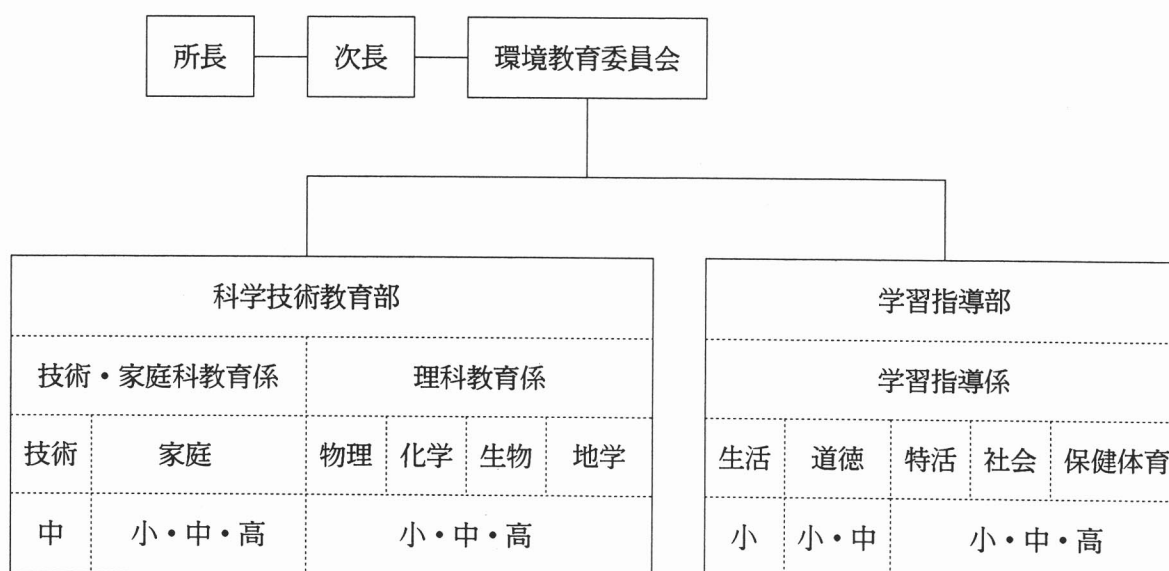 所長 次長 環境教育委員会
科学技術教育部 学習指導部
技術・家庭科教育係 理科教育係 学習指導係
技術 家庭 物理 化学 生物 地学 生活 道徳 特活 社会 保健体育
中 小・中・高 小・中・高 小 小・中 小・中・高